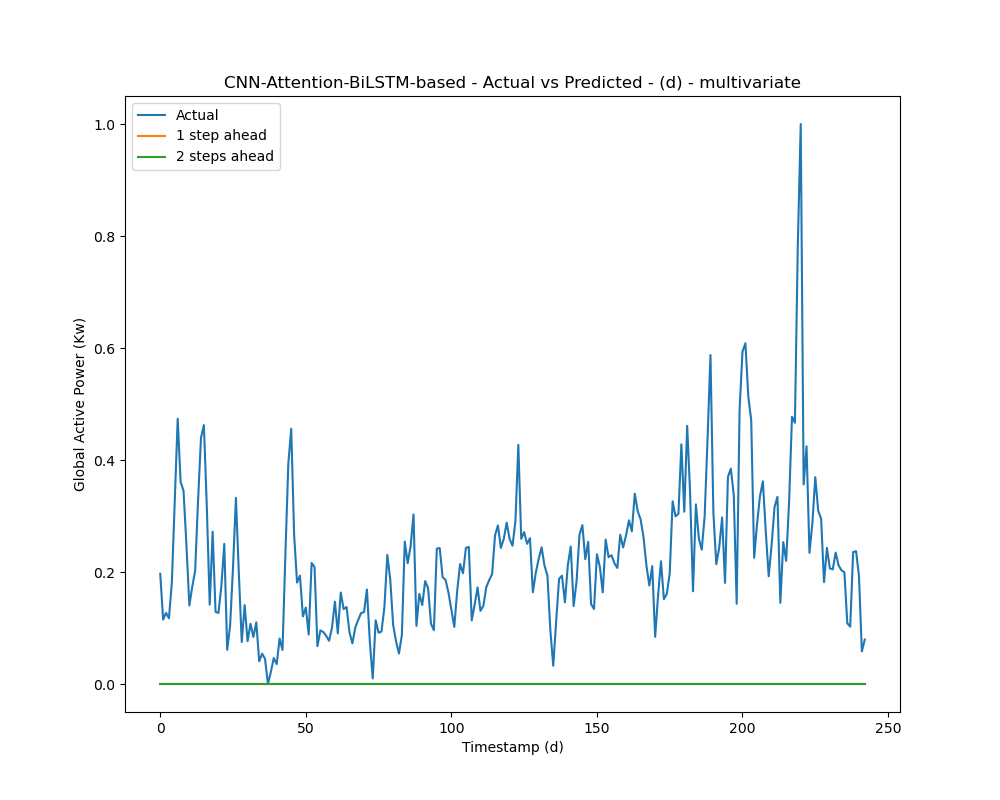 CNN-Attention-BiLSTM-based - Actual vs Predicted - (d) - multivariate
Actual
1 step ahead
2 steps ahead
Global Active Power (Kw)
1.0
0.8
0.6
0.4
0.2
0.0
0
50
100
150
200
250
Timestamp (d)